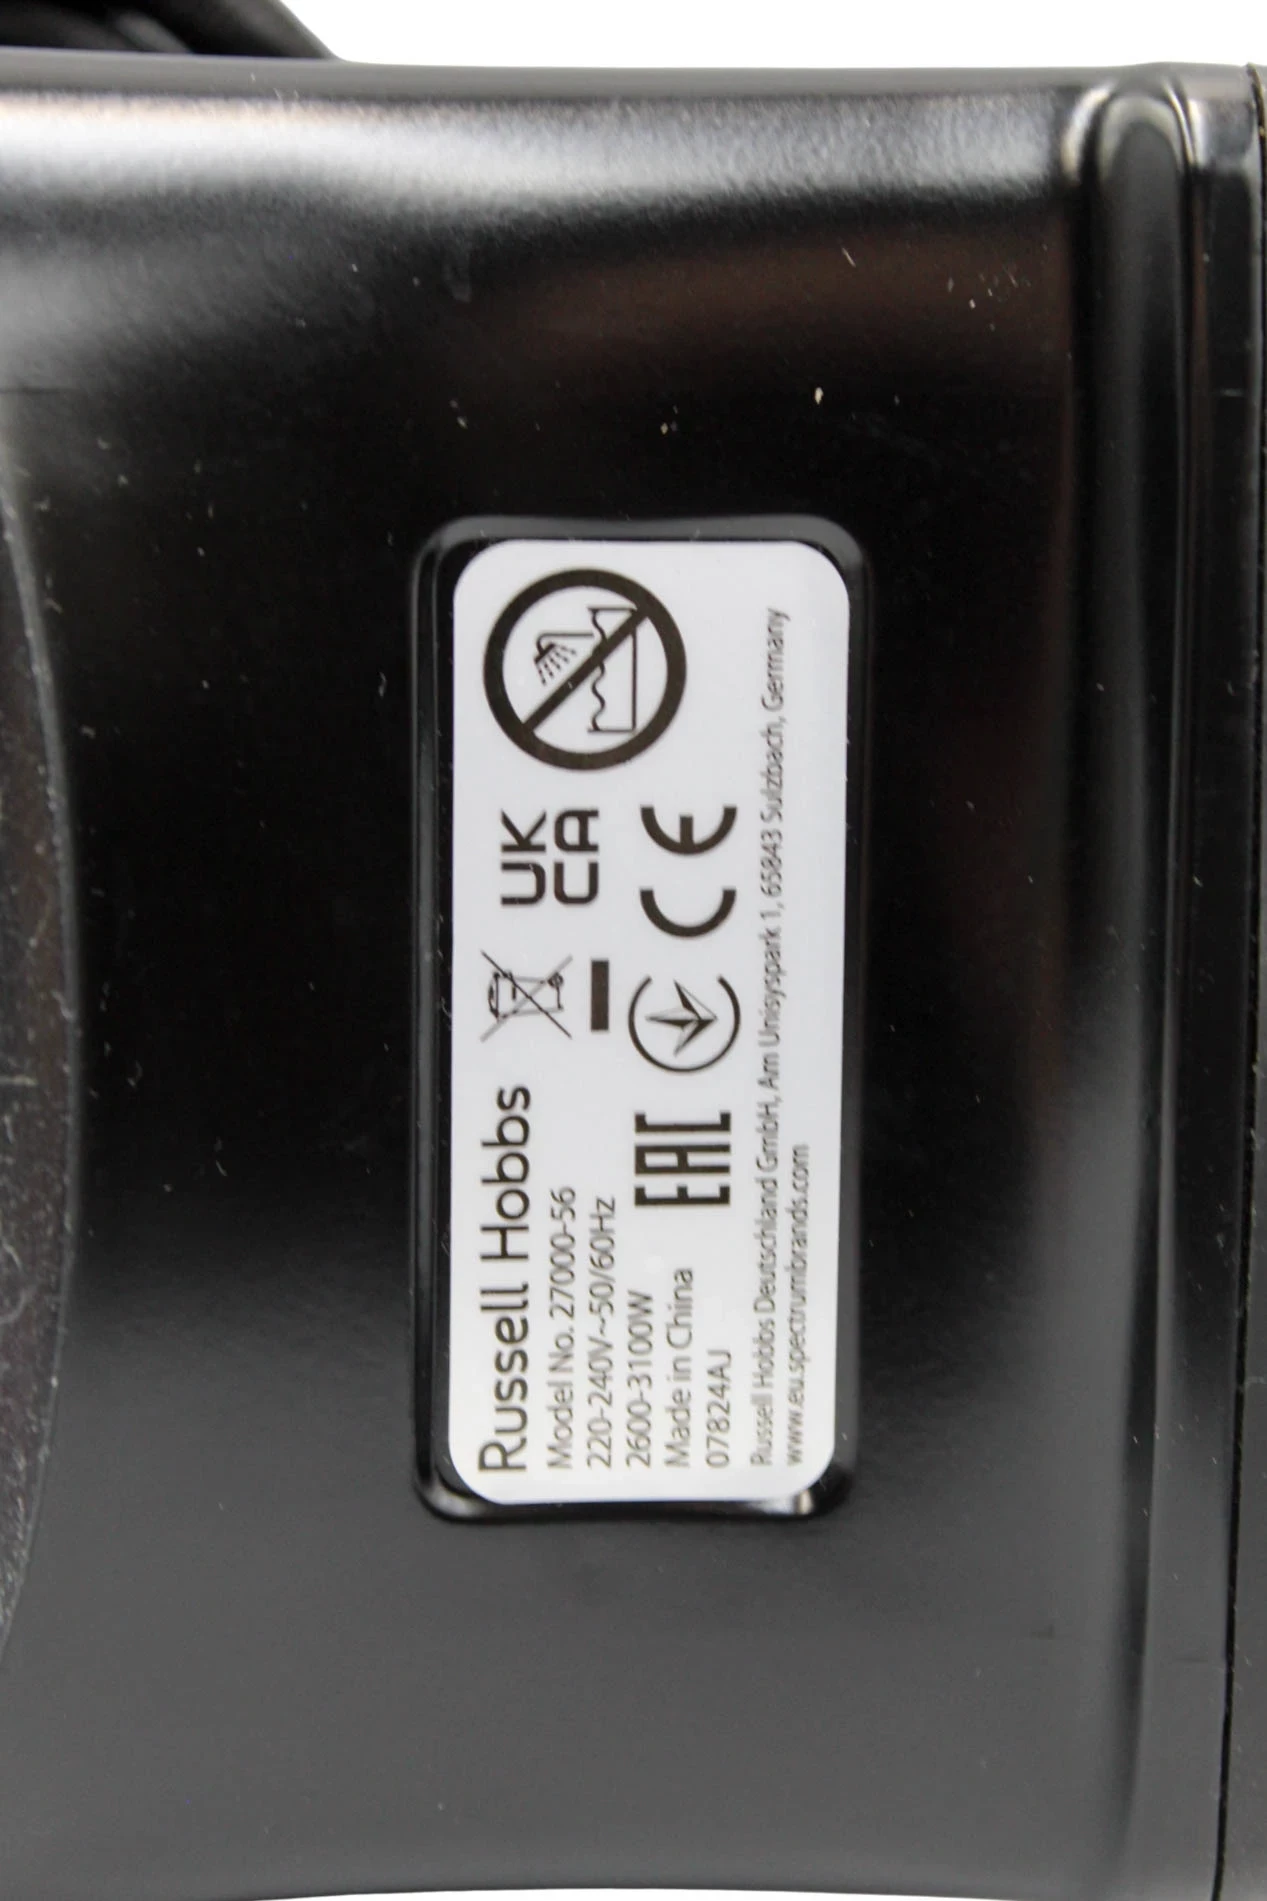 Russell Hobbs
Model No. 27000-56
220-240V~50/60Hz
2600-3100W
Made in China
07824AJ
EAC
UK
CA
CE
Russell Hobbs Deutschland GmbH, Am Unisyspark 1, 65843 Sulzbach, Germany
www.eu.spectrumbrands.com